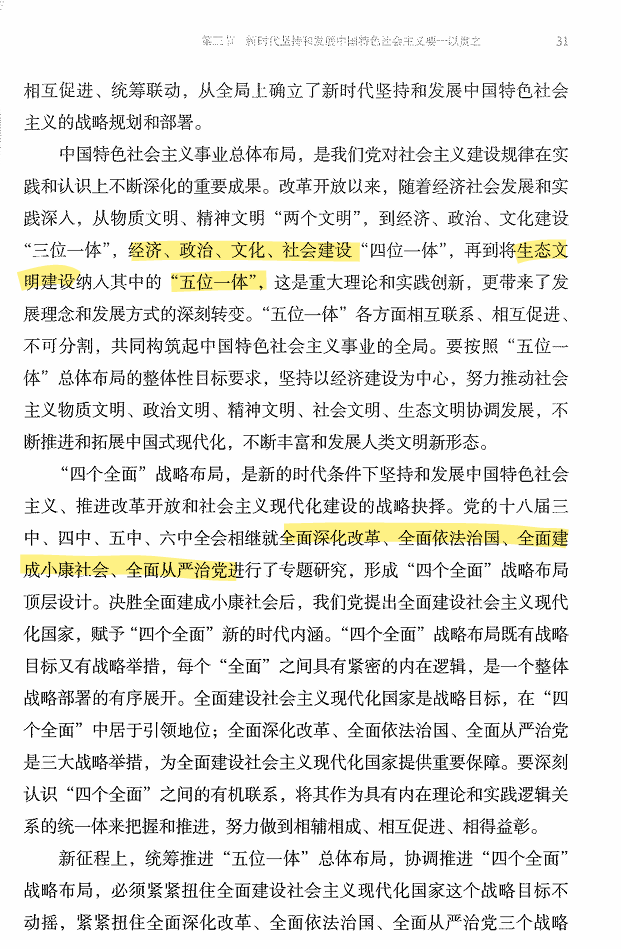 第三节 新时代坚持和发展中国特色社会主义要一以贯之 31
相互促进、统筹联动，从全局上确立了新时代坚持和发展中国特色社会
主义的战略规划和部署。
中国特色社会主义事业总体布局，是我们党对社会主义建设规律在实
践和认识上不断深化的重要成果。改革开放以来，随着经济社会发展和实
践深入，从物质文明、精神文明“两个文明”，到经济、政治、文化建设
“三位一体”，经济、政治、文化、社会建设“四位一体”，再到将生态文
明建设纳入其中的“五位一体”，这是重大理论和实践创新，更带来了发
展理念和发展方式的深刻转变。“五位一体”各方面相互联系、相互促进、
不可分割，共同构筑起中国特色社会主义事业的全局。要按照“五位一
体”总体布局的整体性目标要求，坚持以经济建设为中心，努力推动社会
主义物质文明、政治文明、精神文明、社会文明、生态文明协调发展，不
断推进和拓展中国式现代化，不断丰富和发展人类文明新形态。
“四个全面”战略布局，是新的时代条件下坚持和发展中国特色社会
主义、推进改革开放和社会主义现代化建设的战略抉择。党的十八届三
中、四中、五中、六中全会相继就全面深化改革、全面依法治国、全面建
成小康社会、全面从严治党进行了专题研究，形成“四个全面”战略布局
顶层设计。决胜全面建成小康社会后，我们党提出全面建设社会主义现代
化国家，赋予“四个全面”新的时代内涵。“四个全面”战略布局既有战略
目标又有战略举措，每个“全面”之间具有紧密的内在逻辑，是一个整体
战略部署的有序展开。全面建设社会主义现代化国家是战略目标，在“四
个全面”中居于引领地位；全面深化改革、全面依法治国、全面从严治党
是三大战略举措，为全面建设社会主义现代化国家提供重要保障。要深刻
认识“四个全面”之间的有机联系，将其作为具有内在理论和实践逻辑关
系的统一体来把握和推进，努力做到相辅相成、相互促进、相得益彰。
新征程上，统筹推进“五位一体”总体布局，协调推进“四个全面”
战略布局，必须紧紧扭住全面建设社会主义现代化国家这个战略目标不
动摇，紧紧扭住全面深化改革、全面依法治国、全面从严治党三个战略